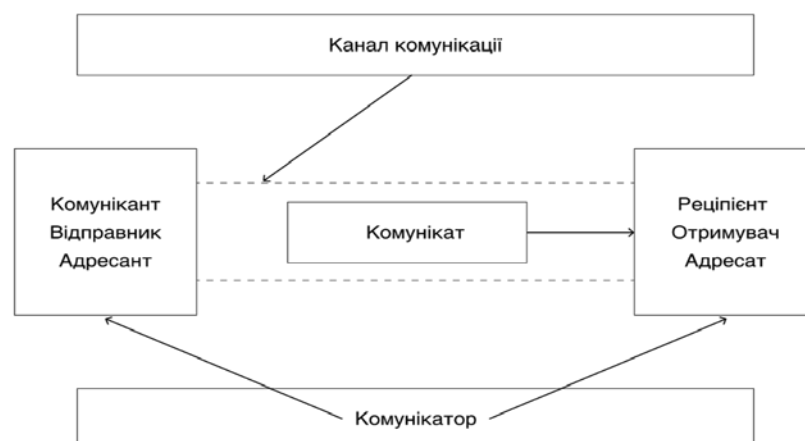 Канал комунікації
Комунікант
Відправник
Адресант
Комунікат
Реціпієнт
Отримувач
Адресат
Комунікатор